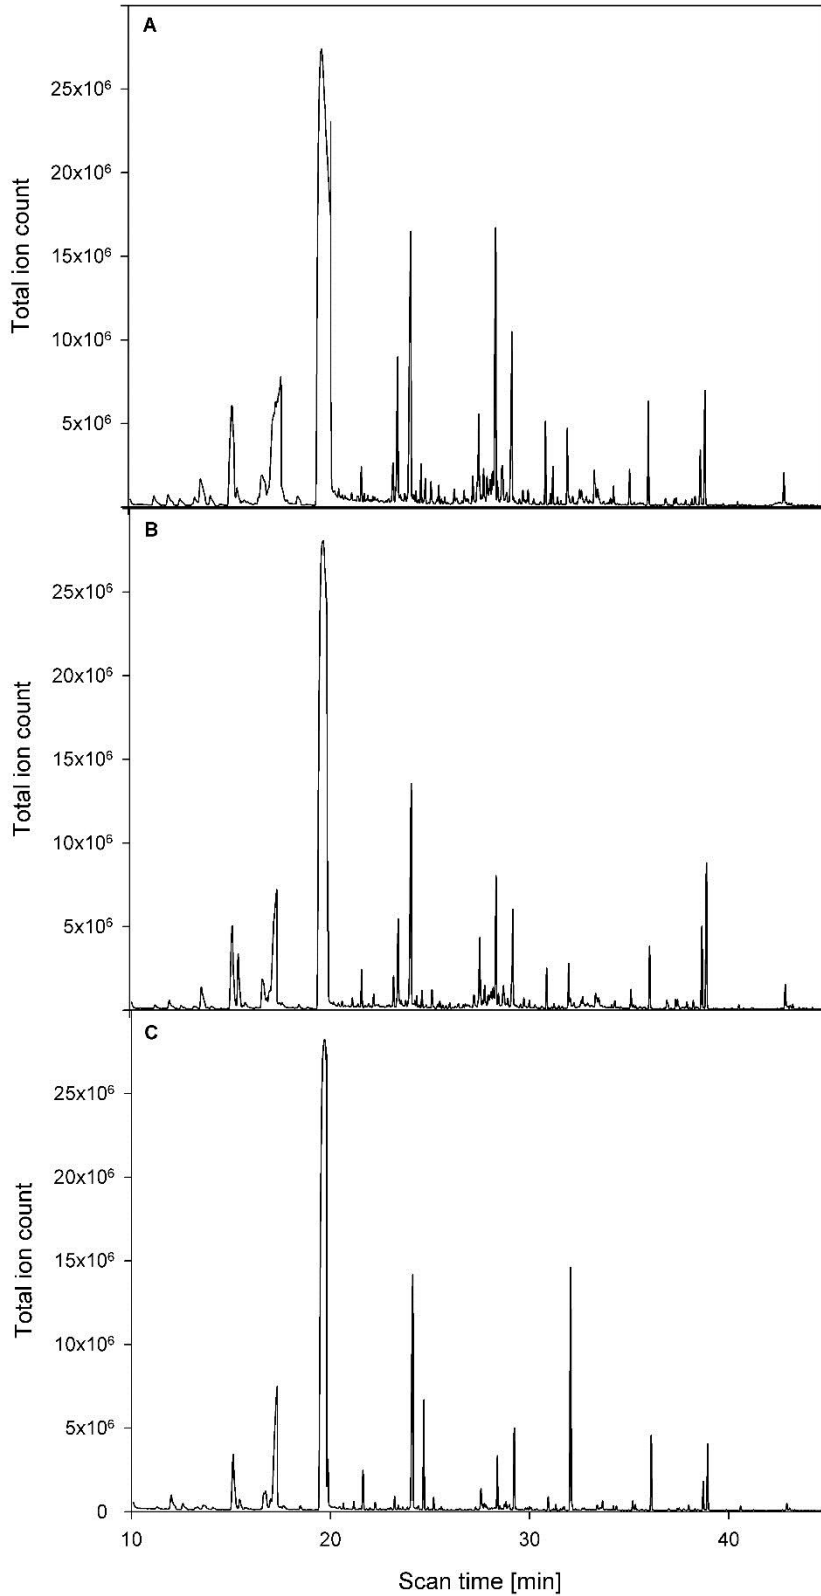 A
25x10⁶
20x10⁶
15x10⁶
10x10⁶
5x10⁶
Total ion count
B
25x10⁶
20x10⁶
15x10⁶
10x10⁶
5x10⁶
Total ion count
C
25x10⁶
20x10⁶
15x10⁶
10x10⁶
5x10⁶
0
Total ion count
10 20 30 40
Scan time [min]